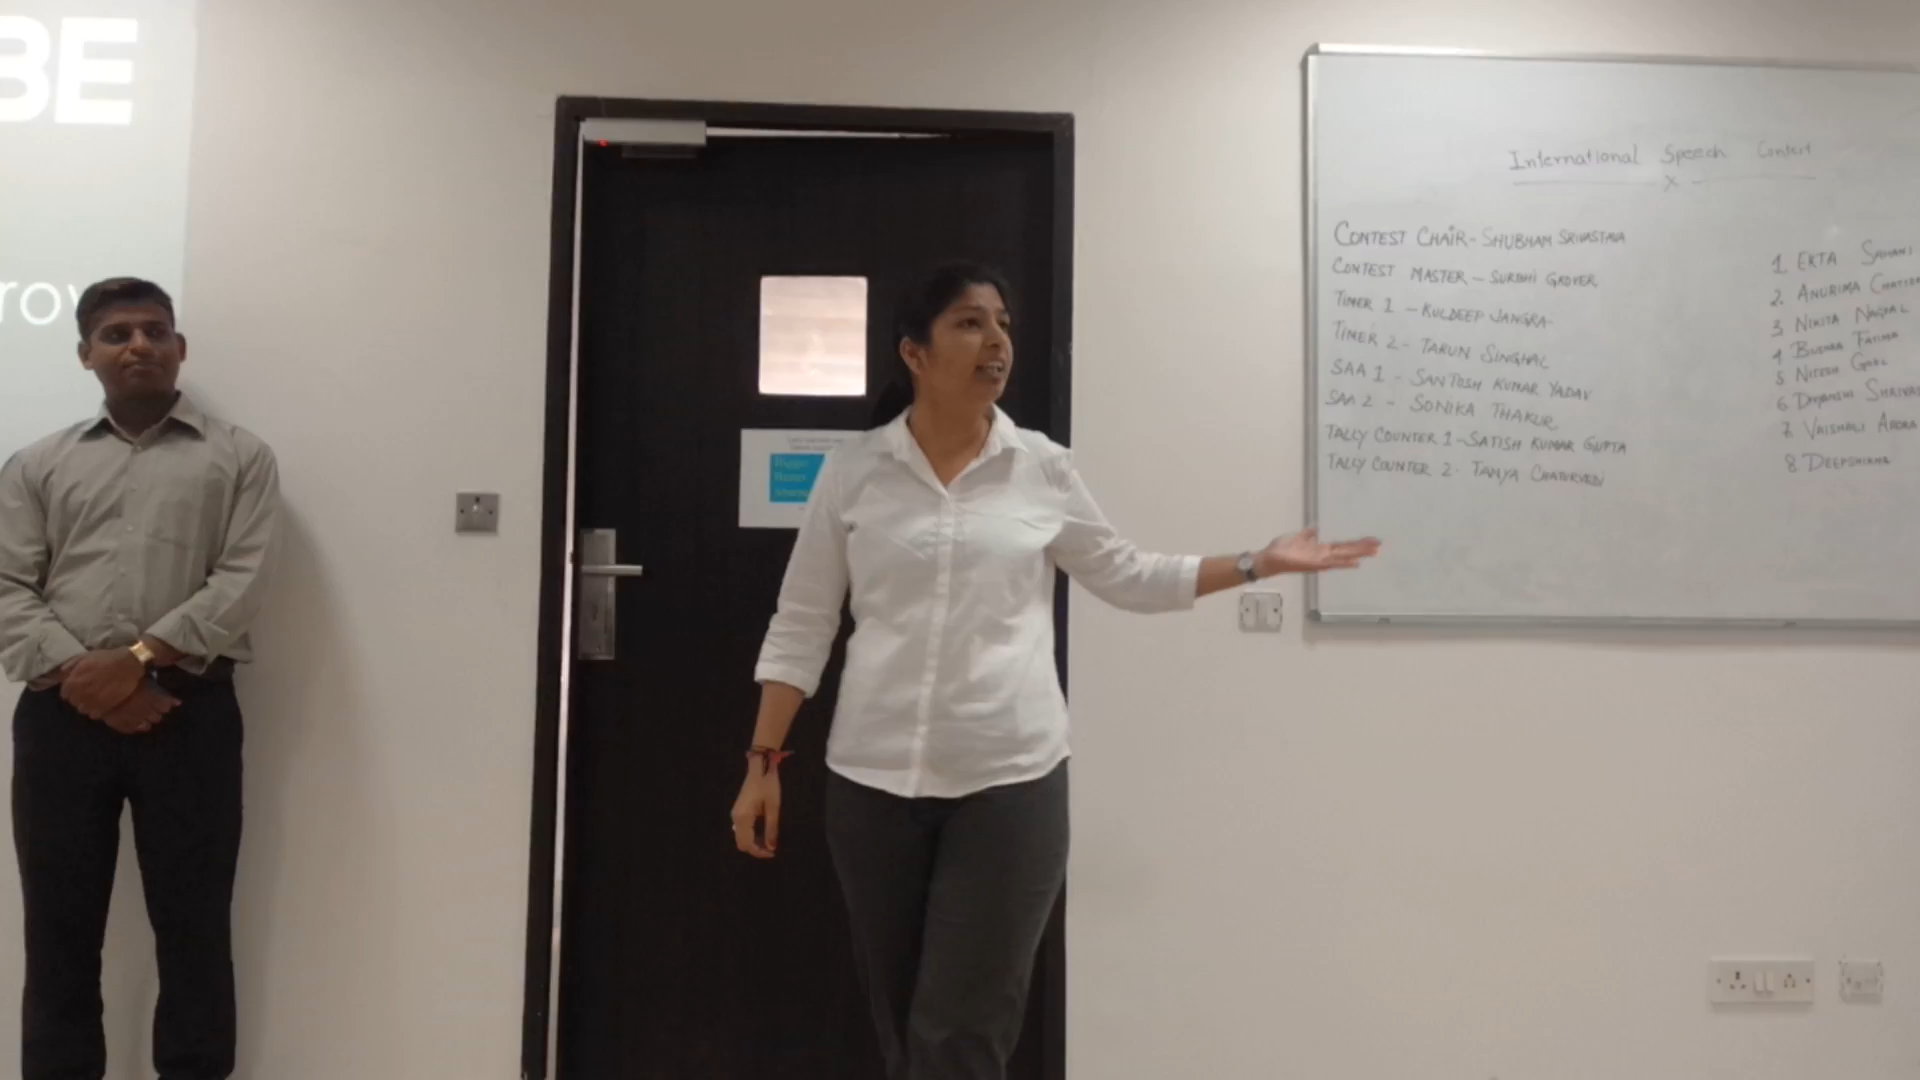 BE
rov
International Speech Contest
x
CONTEST CHAIR - SHUBHAM SRIVASTAVA
CONTEST MASTER - SURBHI GROVER
TIMER 1 - KULDEEP JANGRA
TIMER 2 - TARUN SINGHAL
SAA 1 - SANTOSH KUMAR YADAV
SAA 2 - SONIKA THAKUR
TALLY COUNTER 1 - SATISH KUMAR GUPTA
TALLY COUNTER 2 - TANYA CHATURVEDI
1. EKTA
2. ANURIMA
3. NIKITA NAGPAL
4 BUSHRA FATIMA
5 NITESH GOAL
6. 
7. VAISHALI ARORA
8. DEEPSHIKHA